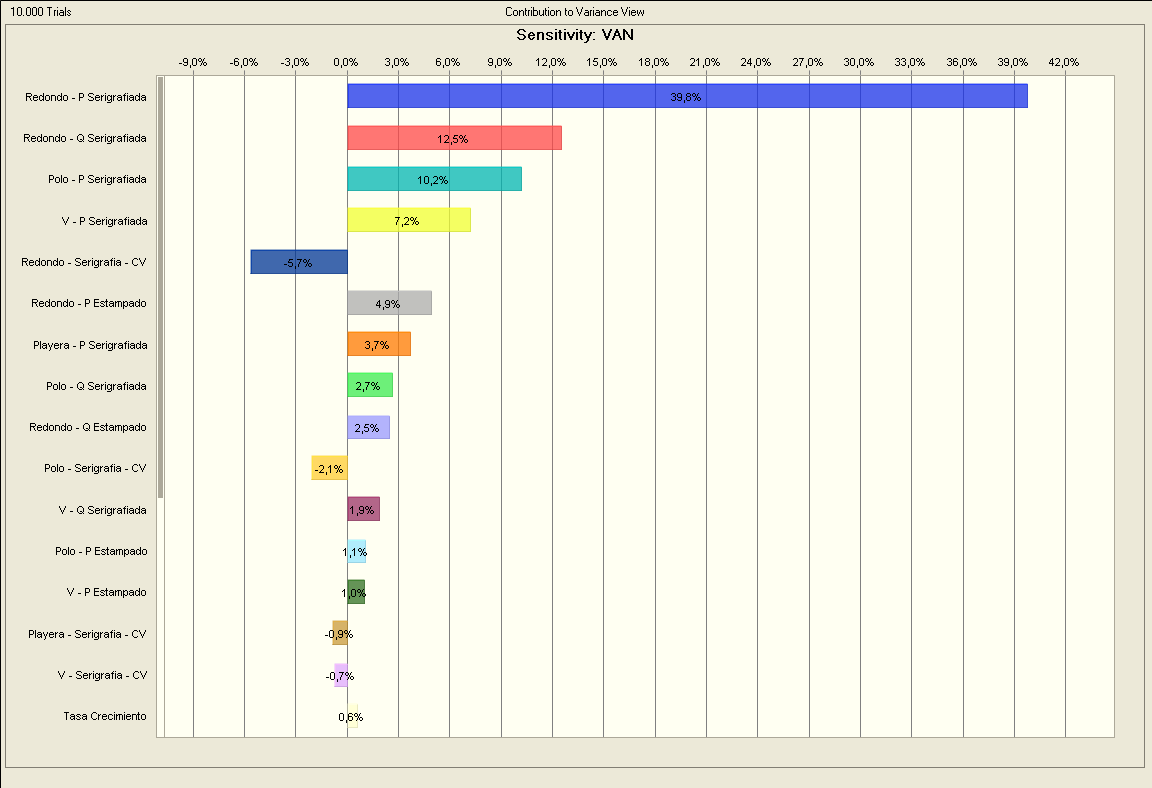 10.000 Trials
Contribution to Variance View
Sensitivity: VAN
-9,0% -6,0% -3,0% 0,0% 3,0% 6,0% 9,0% 12,0% 15,0% 18,0% 21,0% 24,0% 27,0% 30,0% 33,0% 36,0% 39,0% 42,0%
Redondo - P Serigrafiada 39,8%
Redondo - Q Serigrafiada 12,5%
Polo - P Serigrafiada 10,2%
V - P Serigrafiada 7,2%
Redondo - Serigrafia - CV -5,7%
Redondo - P Estampado 4,9%
Playera - P Serigrafiada 3,7%
Polo - Q Serigrafiada 2,7%
Redondo - Q Estampado 2,5%
Polo - Serigrafia - CV -2,1%
V - Q Serigrafiada 1,9%
Polo - P Estampado 1,1%
V - P Estampado 1,0%
Playera - Serigrafia - CV -0,9%
V - Serigrafia - CV -0,7%
Tasa Crecimiento 0,6%